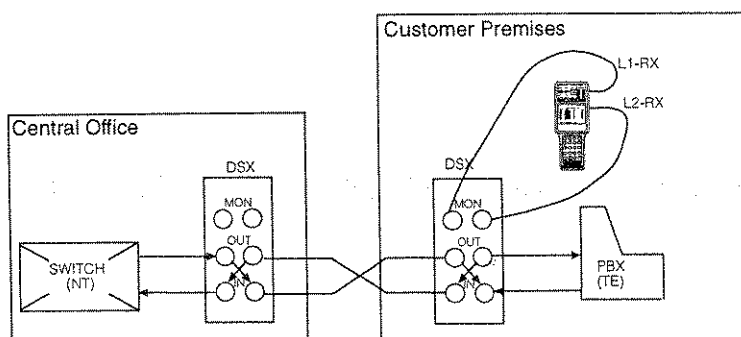 Customer Premises
L1-RX
L2-RX
Central Office
DSX
MON
OUT
IN
SWITCH
(NT)
DSX
MON
OUT
IN
PBX
(TE)